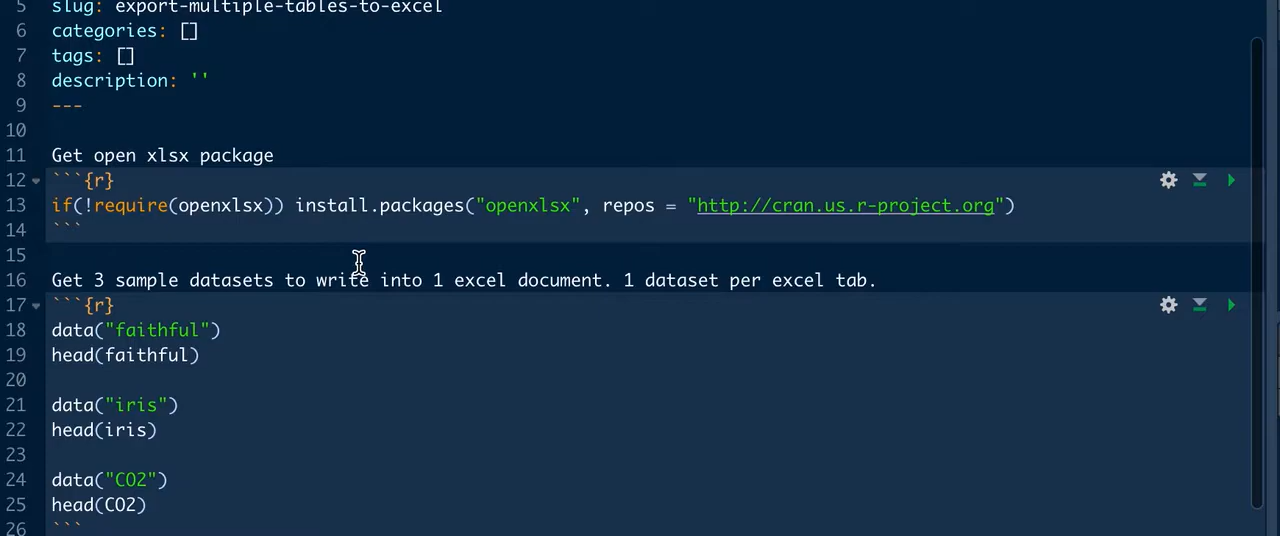 5 slug: export-multiple-tables-to-excel
6 categories: []
7 tags: []
8 description: ''
9 ---
10
11 Get open xlsx package
12 ```{r}
13 if(!require(openxlsx)) install.packages("openxlsx", repos = "http://cran.us.r-project.org")
14 ```
15
16 Get 3 sample datasets to write into 1 excel document. 1 dataset per excel tab.
17 ```{r}
18 data("faithful")
19 head(faithful)
20
21 data("iris")
22 head(iris)
23
24 data("CO2")
25 head(CO2)
26 ```